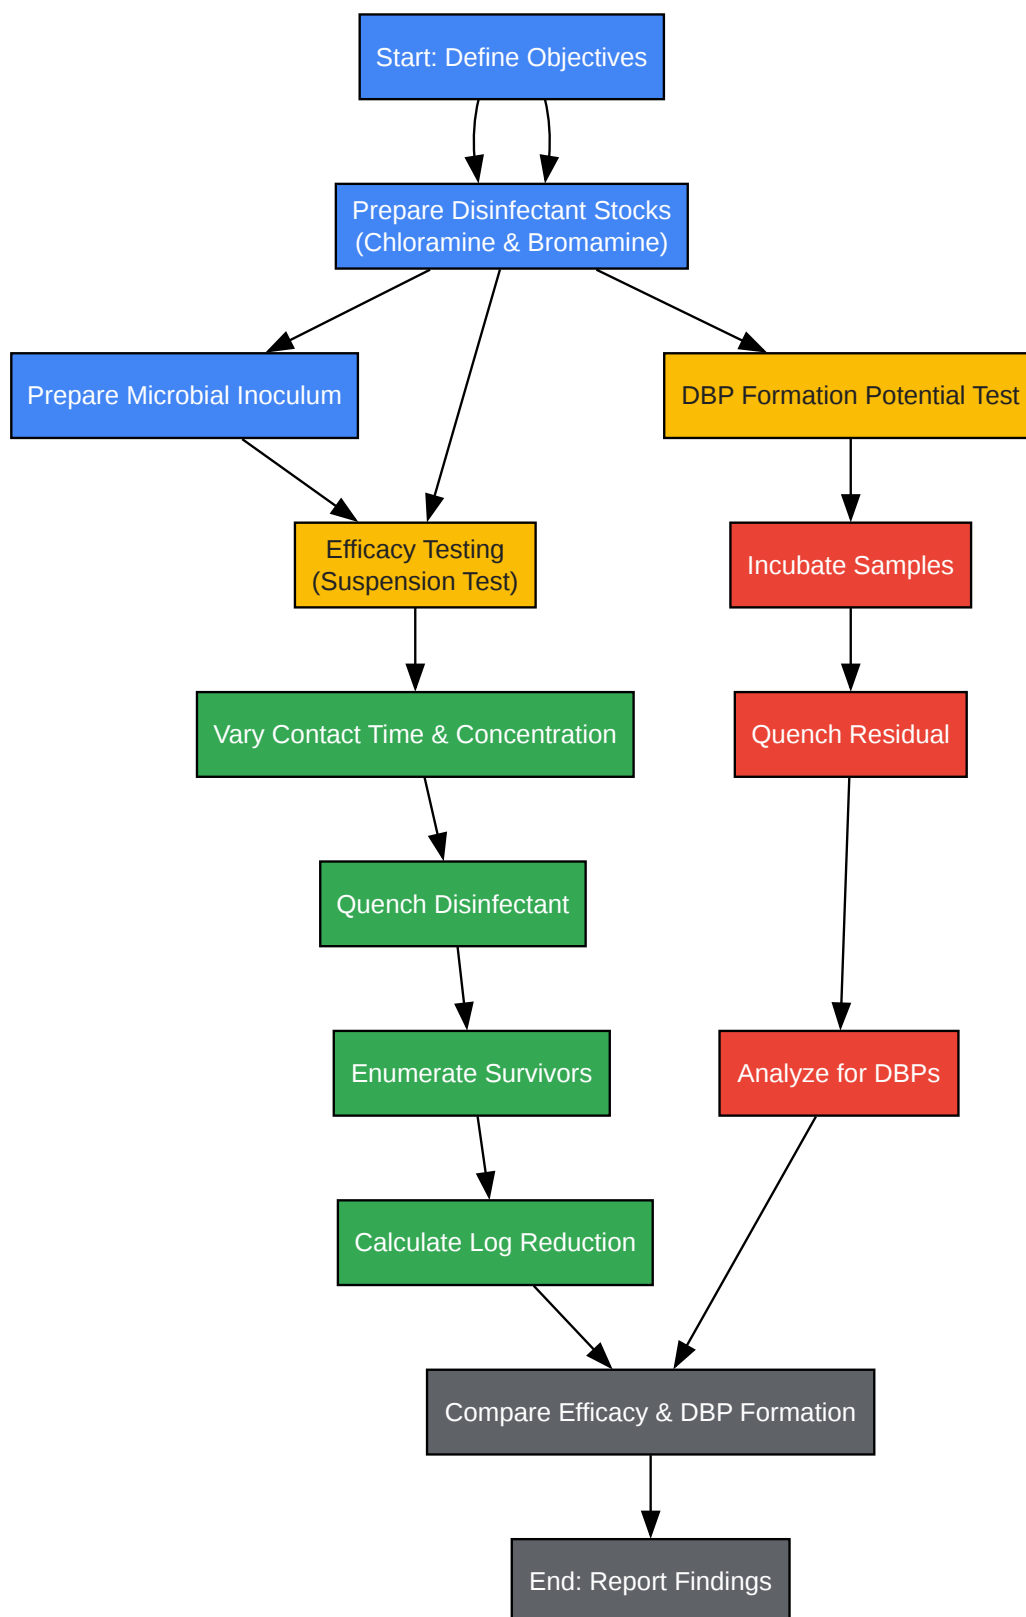 Start: Define Objectives
Prepare Disinfectant Stocks
(Chloramine & Bromamine)
Prepare Microbial Inoculum
DBP Formation Potential Test
Efficacy Testing
(Suspension Test)
Incubate Samples
Vary Contact Time & Concentration
Quench Residual
Quench Disinfectant
Enumerate Survivors
Analyze for DBPs
Calculate Log Reduction
Compare Efficacy & DBP Formation
End: Report Findings